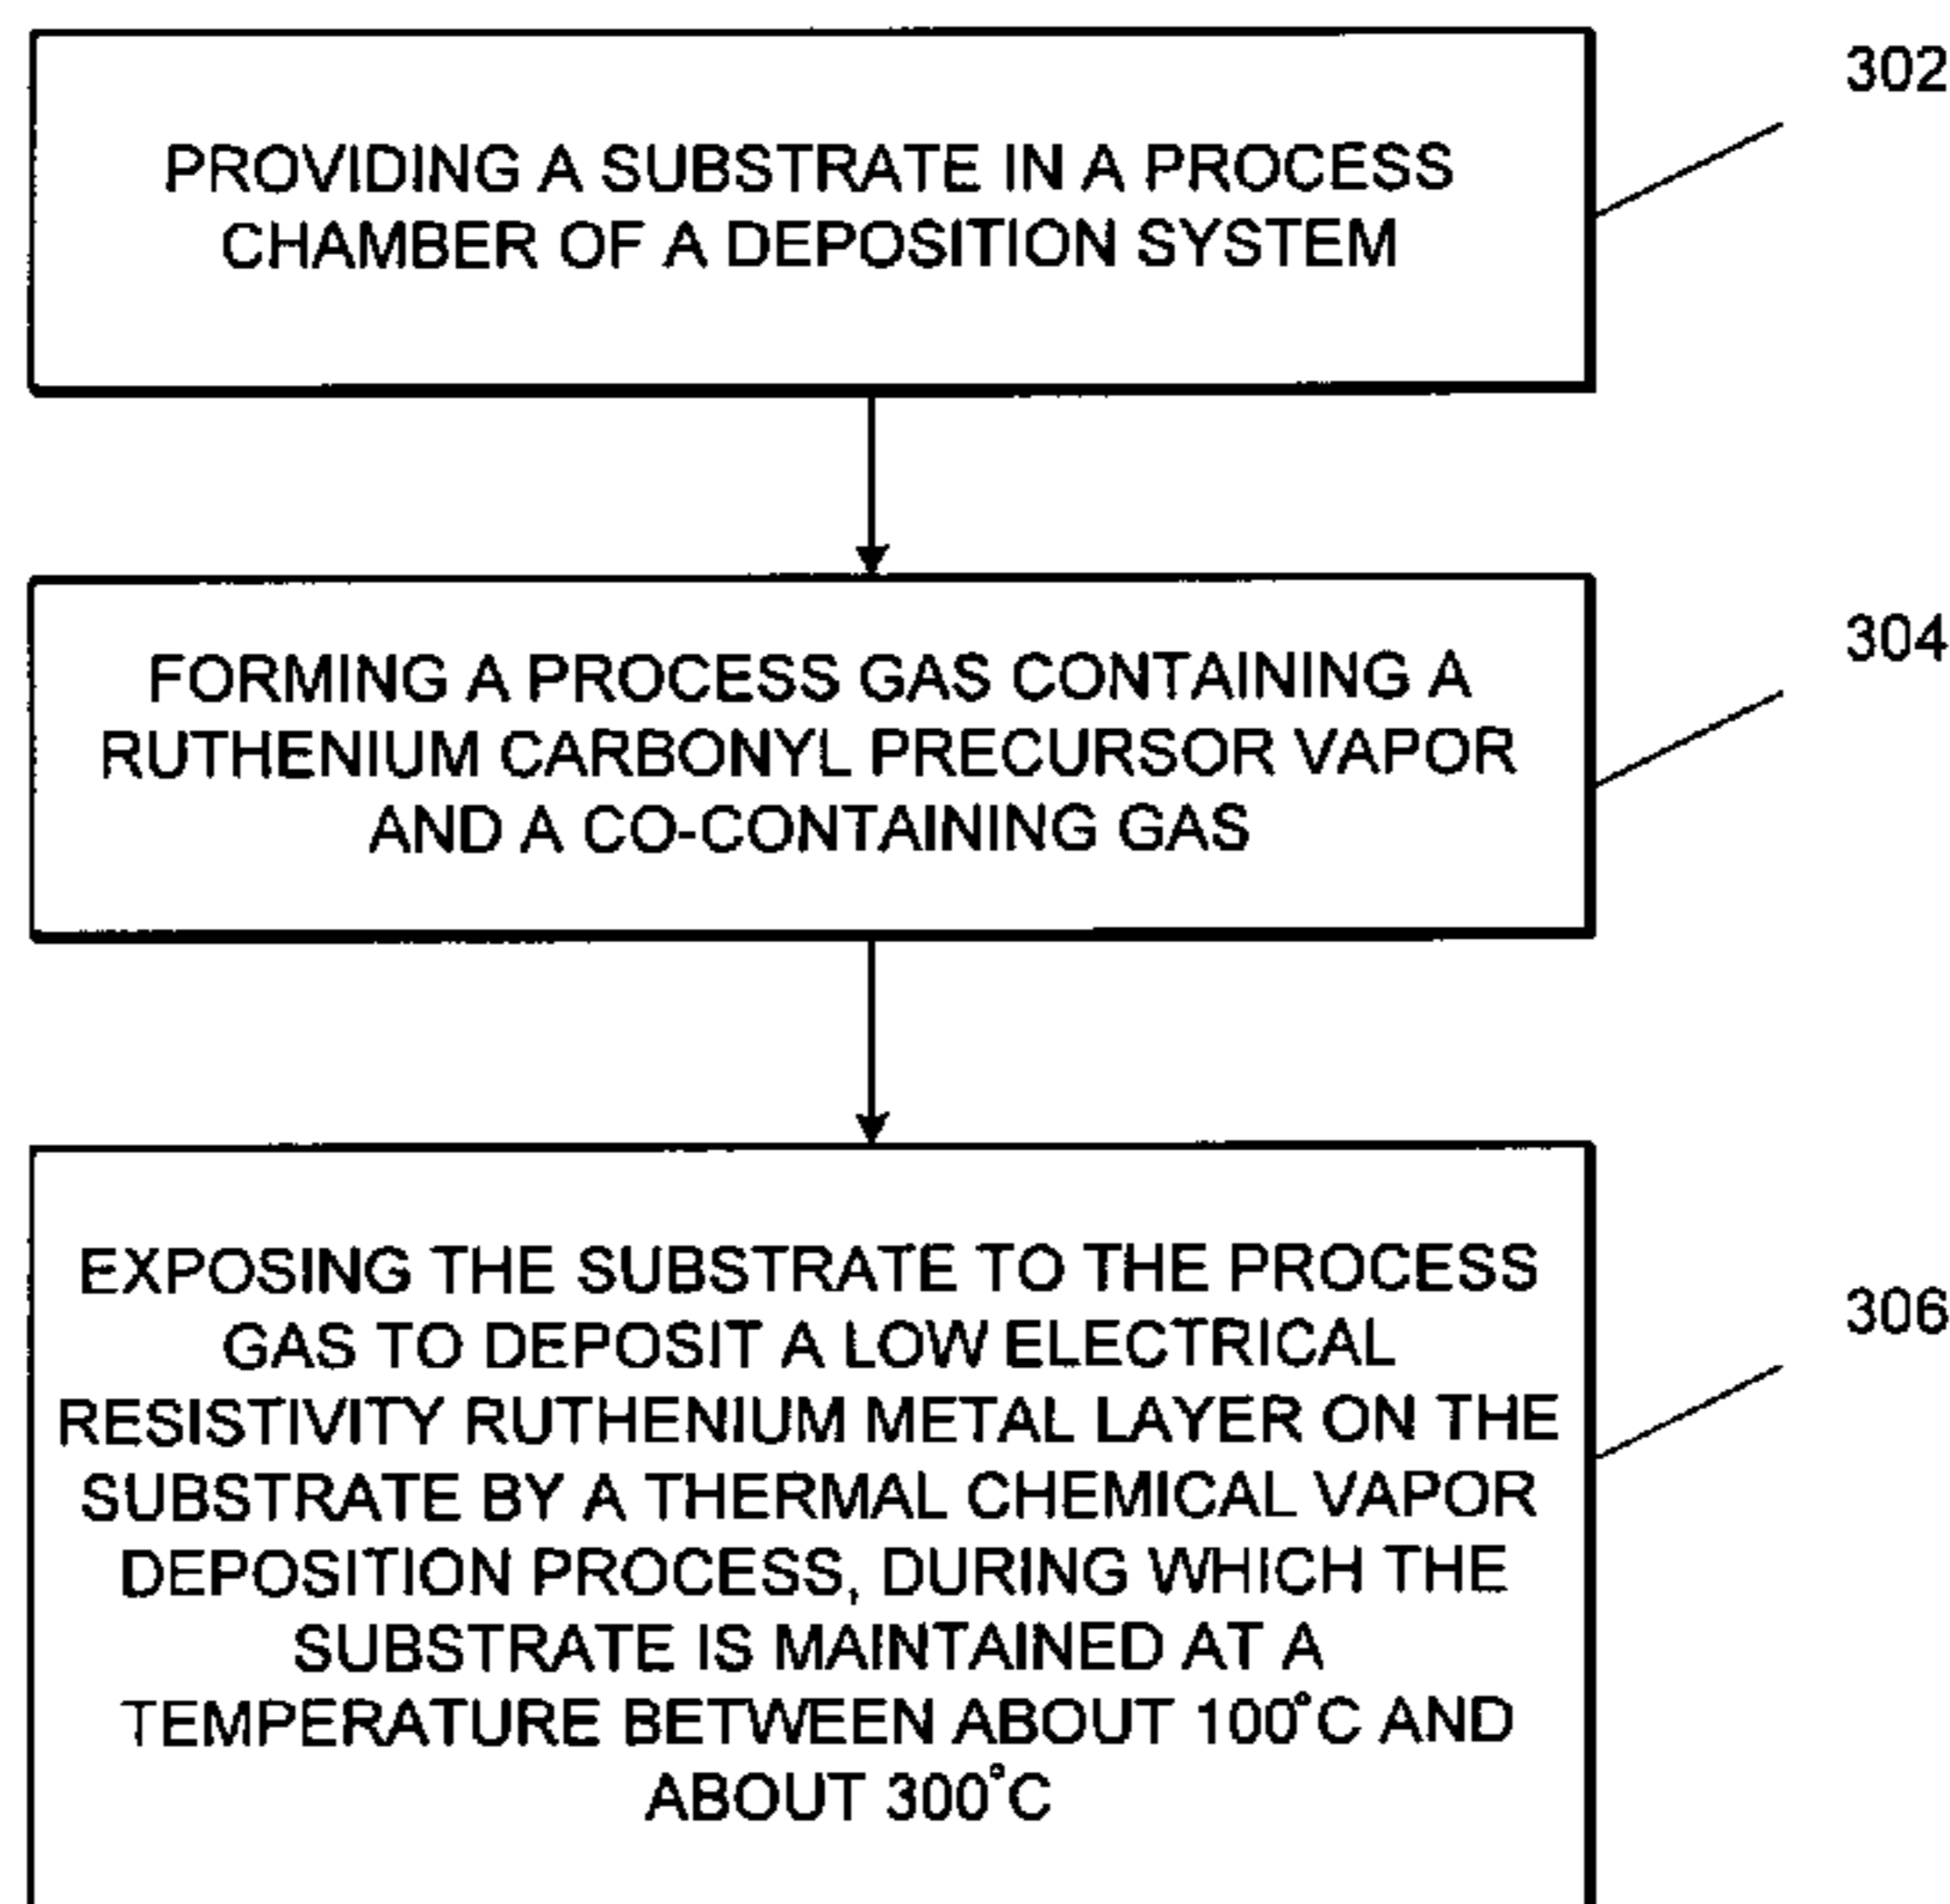 302
PROVIDING A SUBSTRATE IN A PROCESS
CHAMBER OF A DEPOSITION SYSTEM
304
FORMING A PROCESS GAS CONTAINING A
RUTHENIUM CARBONYL PRECURSOR VAPOR
AND A CO-CONTAINING GAS
306
EXPOSING THE SUBSTRATE TO THE PROCESS
GAS TO DEPOSIT A LOW ELECTRICAL
RESISTIVITY RUTHENIUM METAL LAYER ON THE
SUBSTRATE BY A THERMAL CHEMICAL VAPOR
DEPOSITION PROCESS, DURING WHICH THE
SUBSTRATE IS MAINTAINED AT A
TEMPERATURE BETWEEN ABOUT 100°C AND
ABOUT 300°C